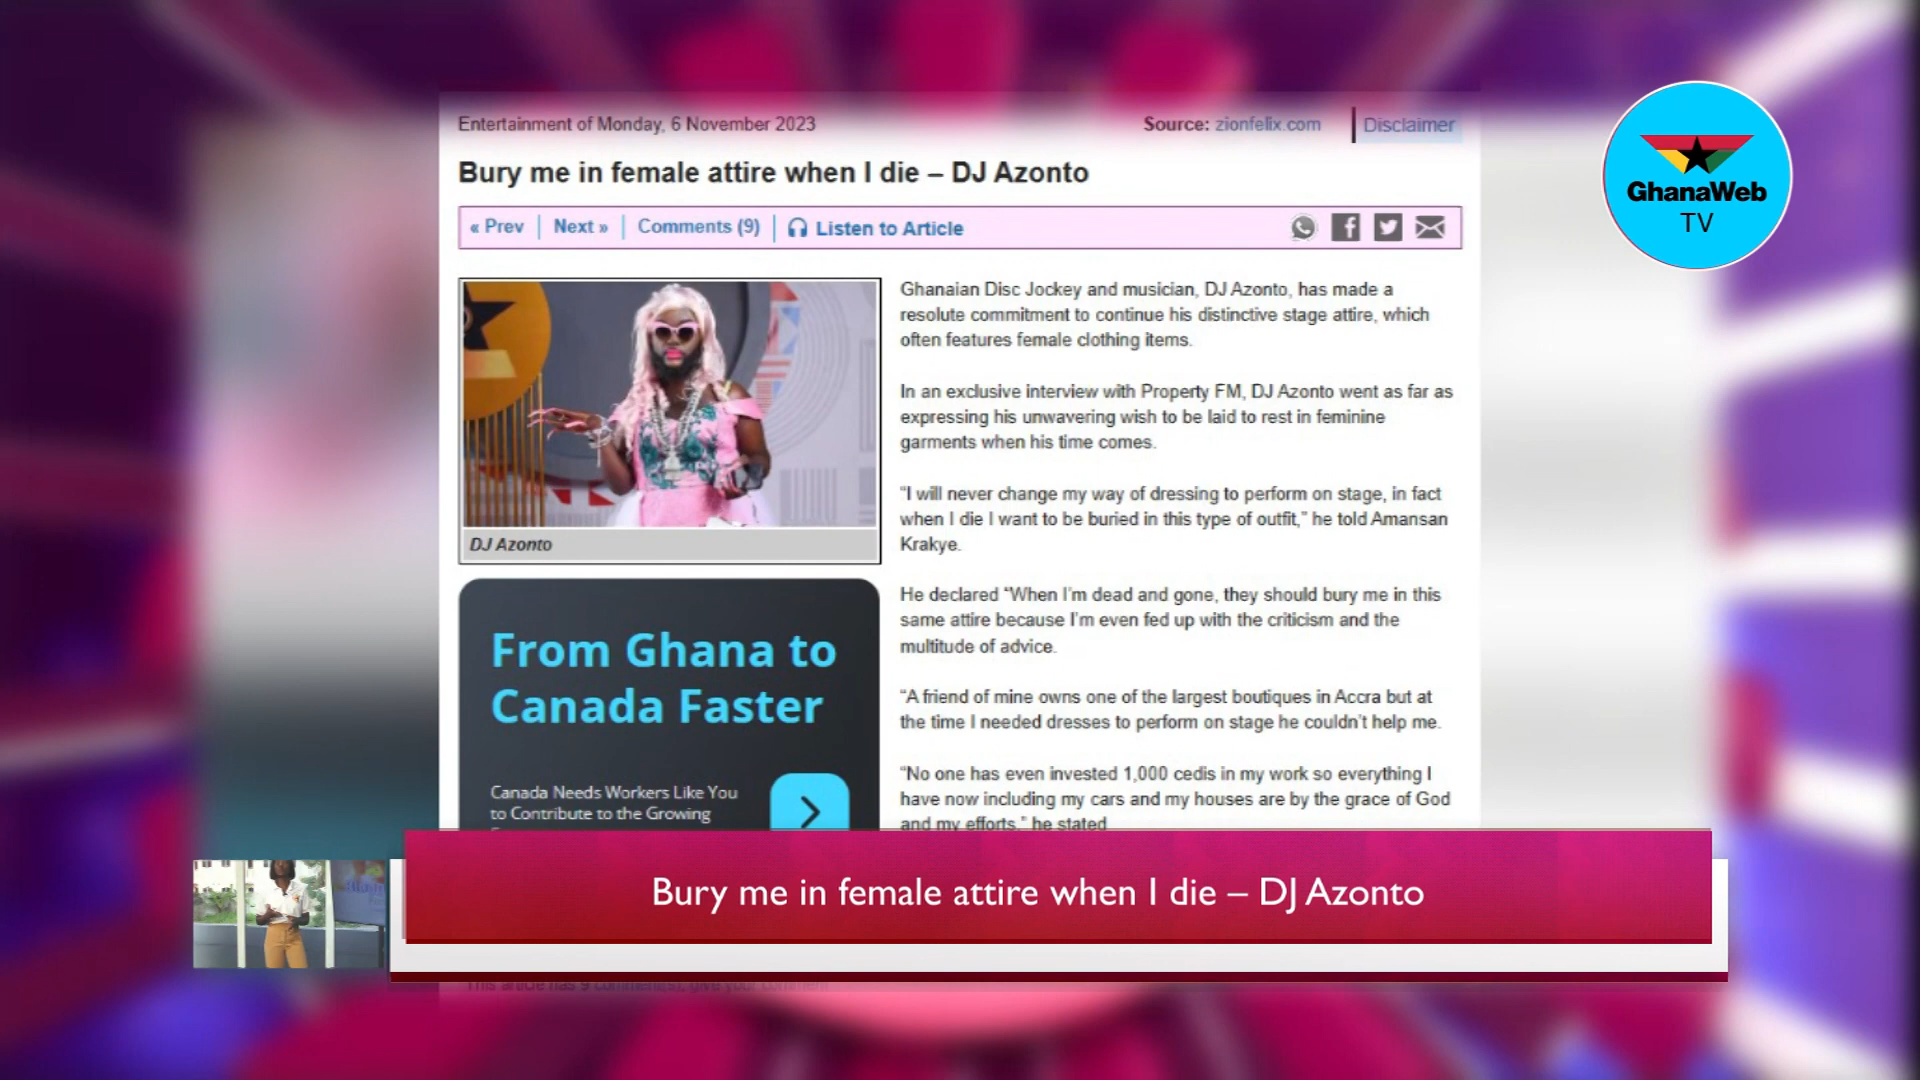 Entertainment of Monday, 6 November 2023
Source: zionfelix.com
Disclaimer
Bury me in female attire when I die – DJ Azonto
« Prev
Next »
Comments (9)
Listen to Article
GhanaWeb
TV
DJ Azonto
Ghanaian Disc Jockey and musician, DJ Azonto, has made a
resolute commitment to continue his distinctive stage attire, which
often features female clothing items.
In an exclusive interview with Property FM, DJ Azonto went as far as
expressing his unwavering wish to be laid to rest in feminine
garments when his time comes.
“I will never change my way of dressing to perform on stage, in fact
when I die I want to be buried in this type of outfit,” he told Amansan
Krakye.
He declared “When I’m dead and gone, they should bury me in this
same attire because I’m even fed up with the criticism and the
multitude of advice.
“A friend of mine owns one of the largest boutiques in Accra but at
the time I needed dresses to perform on stage he couldn’t help me.
“No one has even invested 1,000 cedis in my work so everything I
have now including my cars and my houses are by the grace of God
and my efforts,” he stated
From Ghana to
Canada Faster
Canada Needs Workers Like You
to Contribute to the Growing
Bury me in female attire when I die – DJ Azonto
This article has 9 comment(s), give your comment